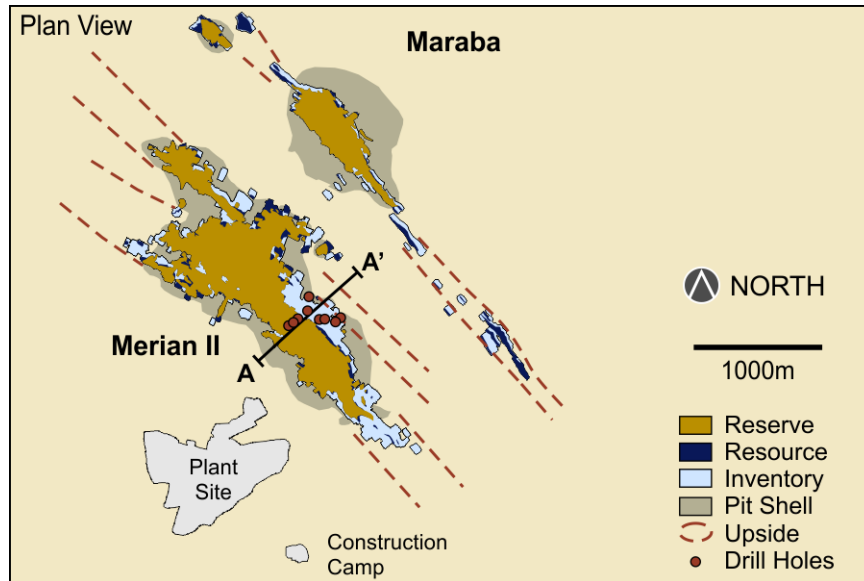 Plan View
Maraba
A'
NORTH
Merian II
A
1000m
Plant
Site
Reserve
Resource
Inventory
Pit Shell
Upside
Drill Holes
Construction
Camp